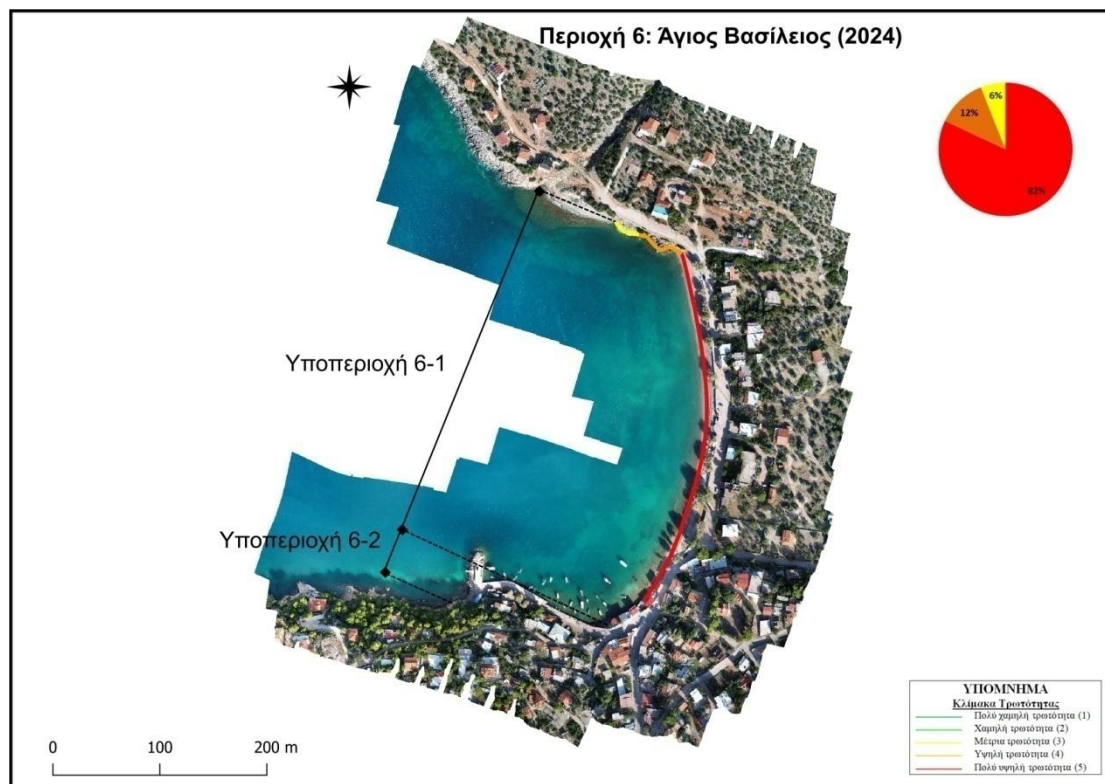 Περιοχή 6: Άγιος Βασίλειος (2024)
6%
12%
82%
Υποπεριοχή 6-1
Υποπεριοχή 6-2
0 100 200 m
ΥΠΟΜΝΗΜΑ
Κλίμακα Τρωτότητας
Πολύ χαμηλή τρωτότητα (1)
Χαμηλή τρωτότητα (2)
Μέτρια τρωτότητα (3)
Υψηλή τρωτότητα (4)
Πολύ υψηλή τρωτότητα (5)